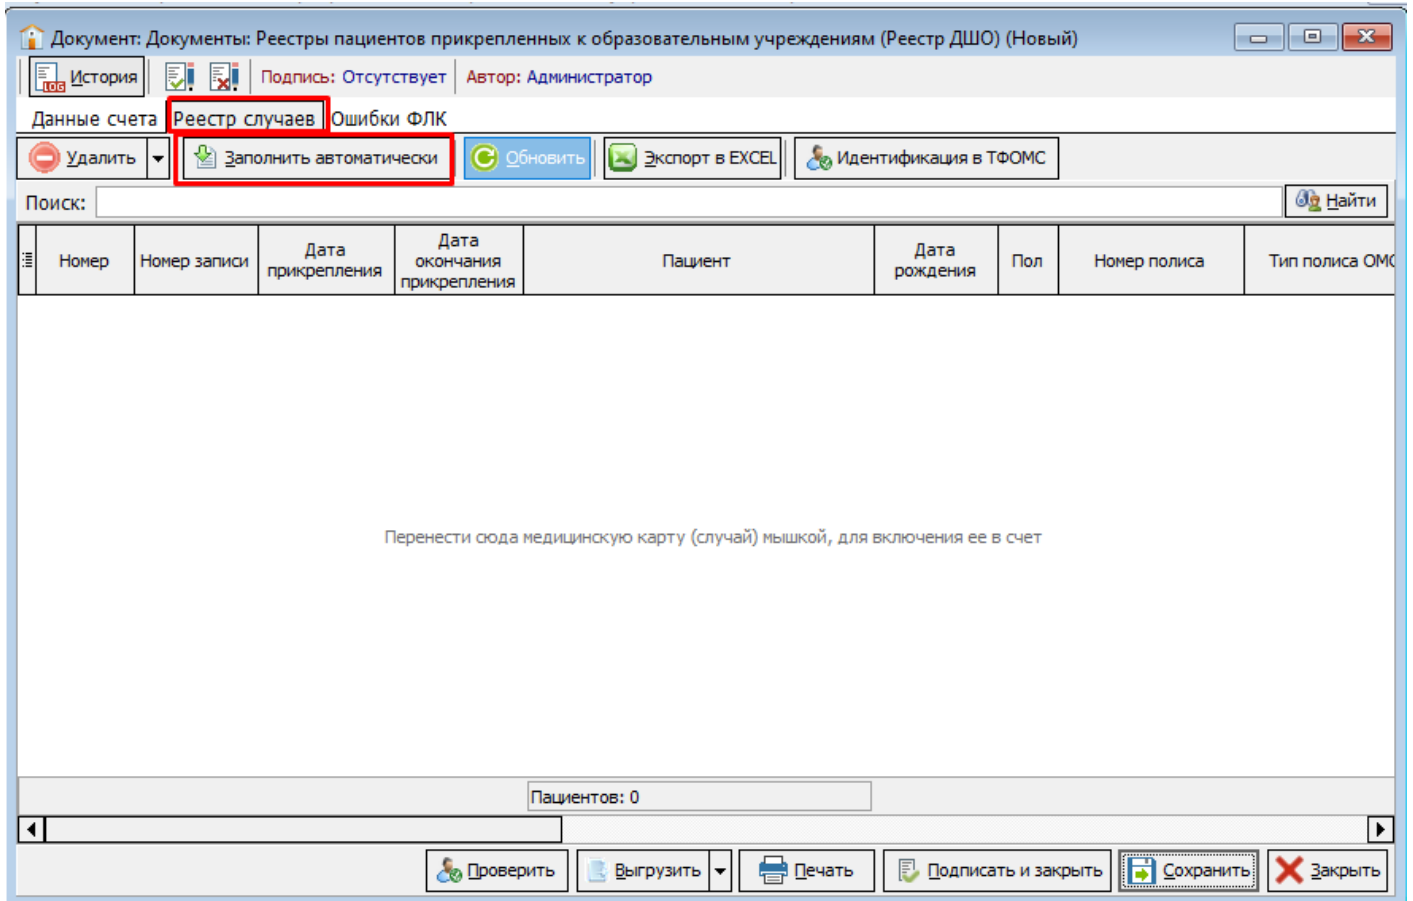 Документ: Документы: Реестры пациентов прикрепленных к образовательным учреждениям (Реестр ДШО) (Новый)
LOG История Подпись: Отсутствует Автор: Администратор
Данные счета Реестр случаев Ошибки ФЛК
Удалить Заполнить автоматически Обновить Экспорт в EXCEL Идентификация в ТФОМС
Поиск: Найти
Номер Номер записи Дата прикрепления Дата окончания прикрепления Пациент Дата рождения Пол Номер полиса Тип полиса ОМС
Перенести сюда медицинскую карту (случай) мышкой, для включения ее в счет
Пациентов: 0
Проверить Выгрузить Печать Подписать и закрыть Сохранить Закрыть